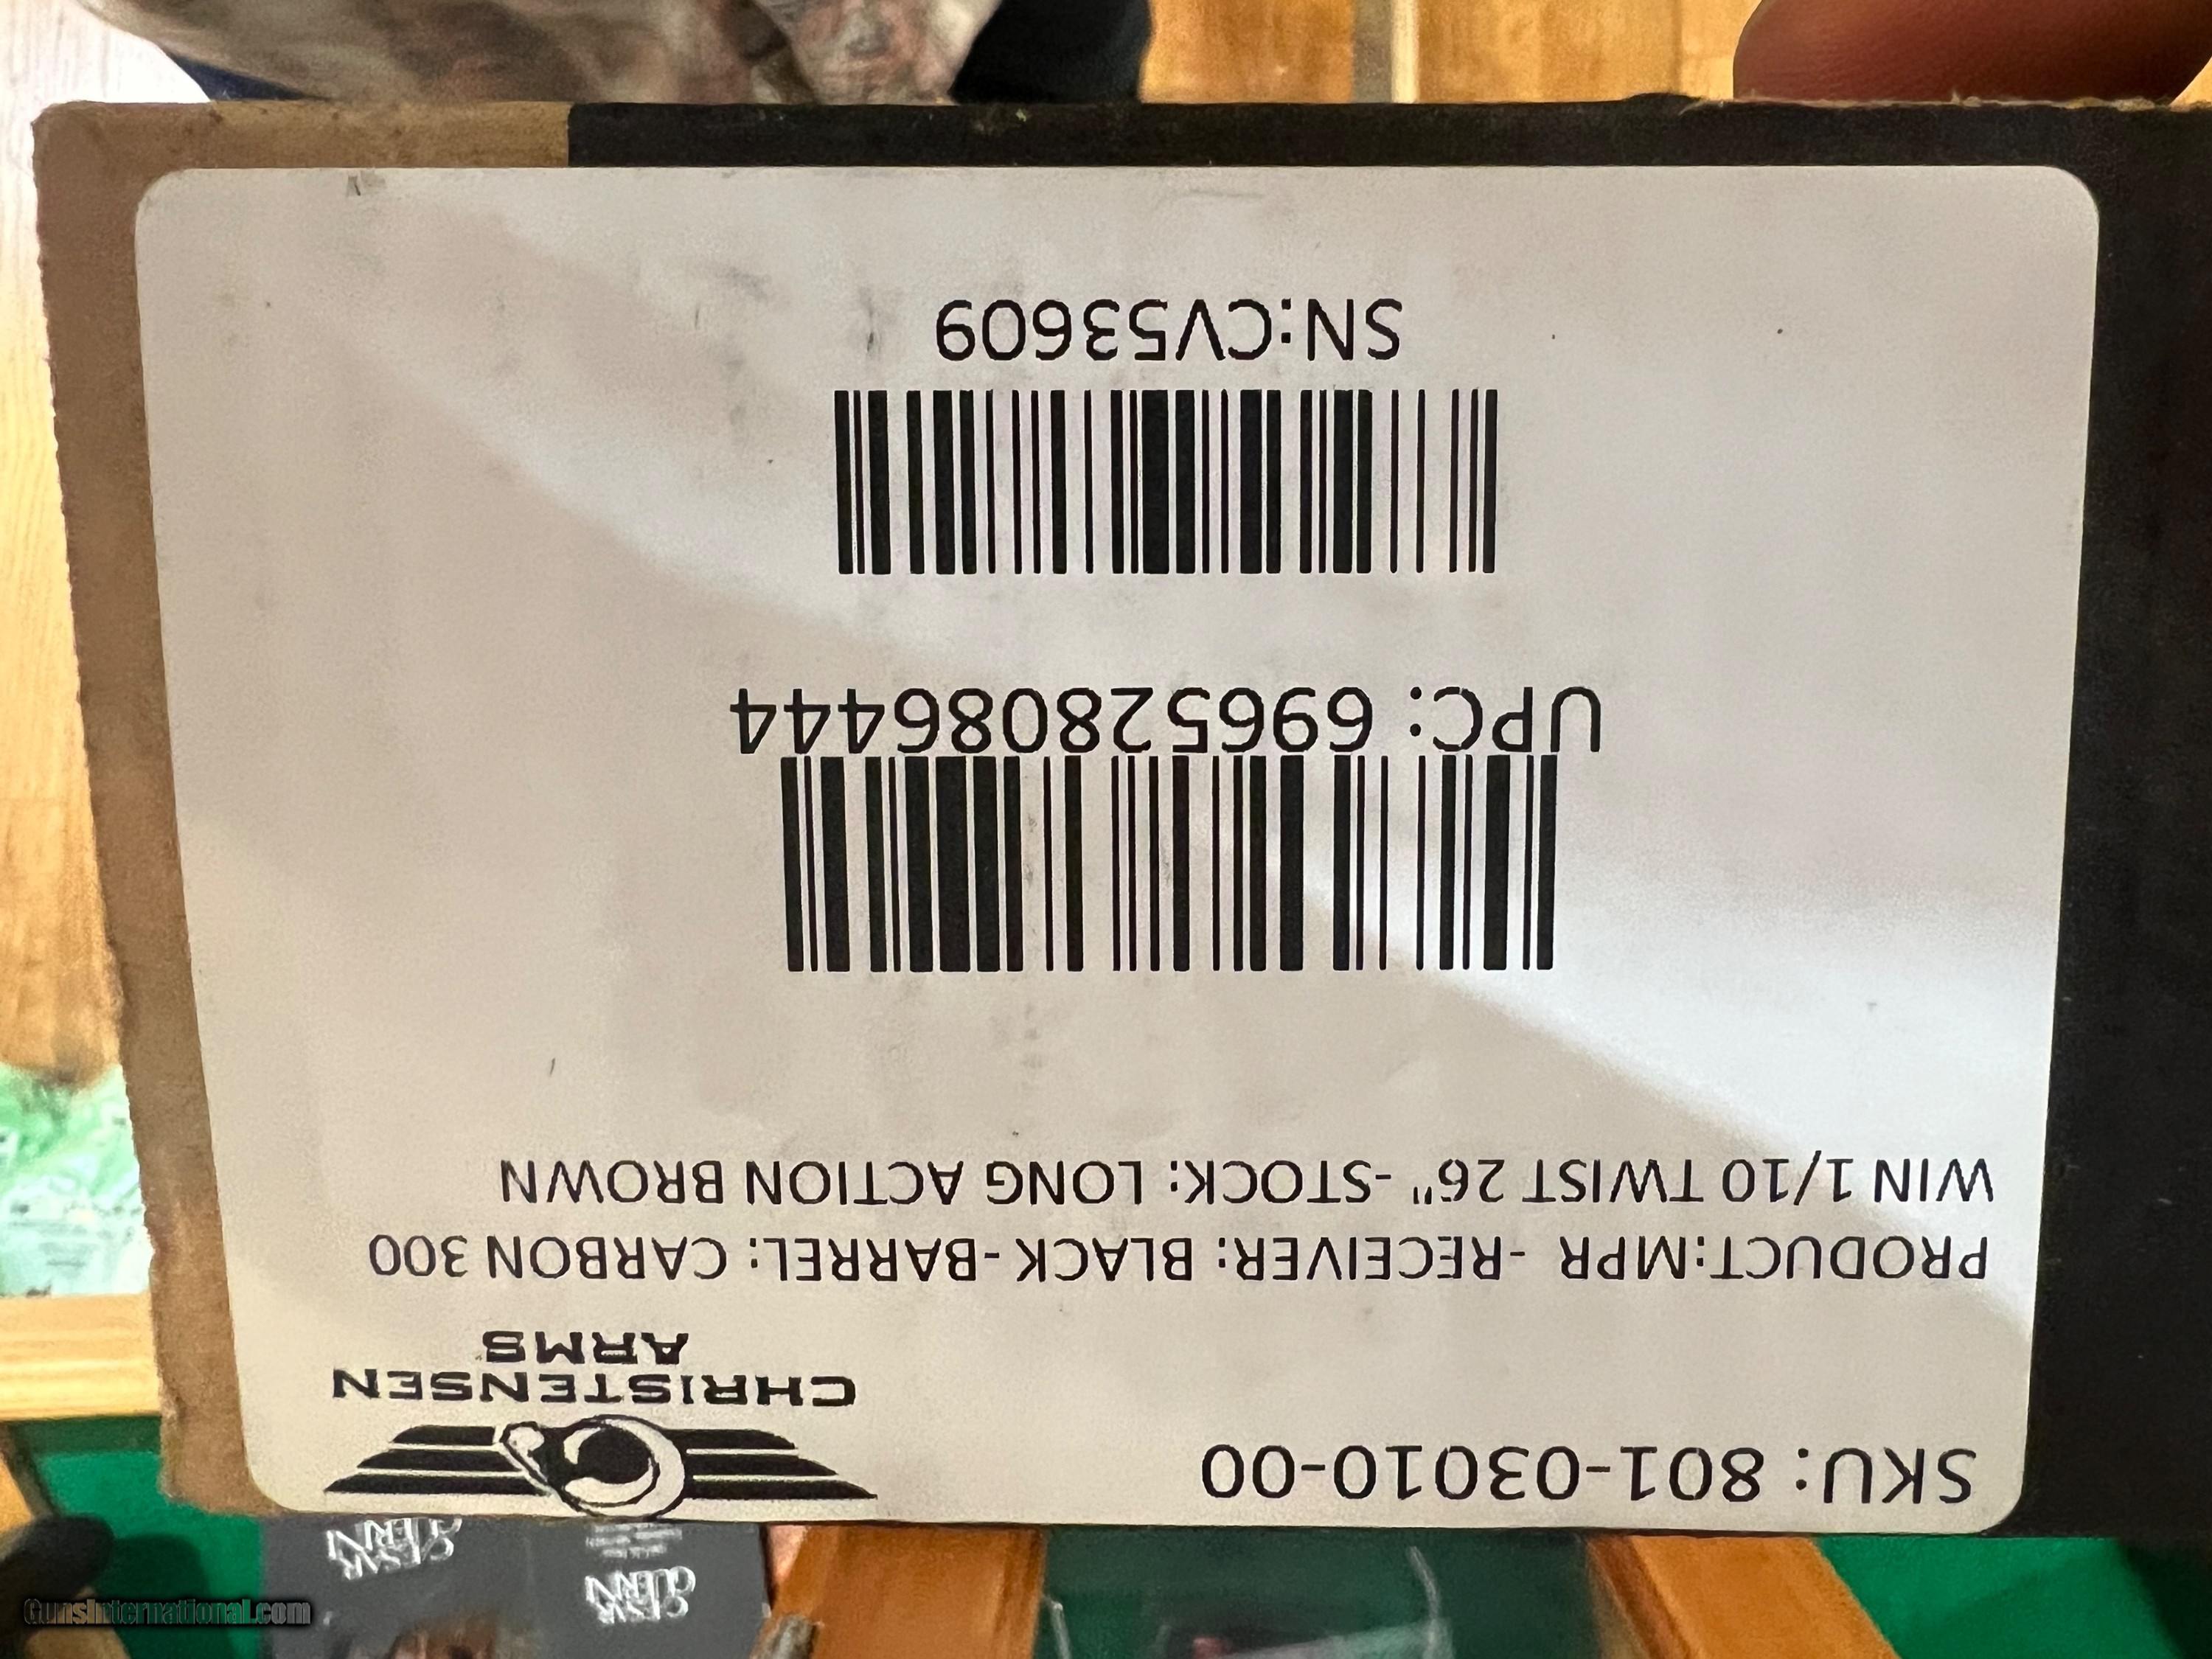 SKU: 801-03010-00
CHRISTENSEN
ARMS
PRODUCT:MPR -RECEIVER: BLACK -BARREL: CARBON 300
WIN 1/10 TWIST 26" -STOCK: LONG ACTION BROWN
UPC: 696528086444
SN:CV53609
GunsInternational.com